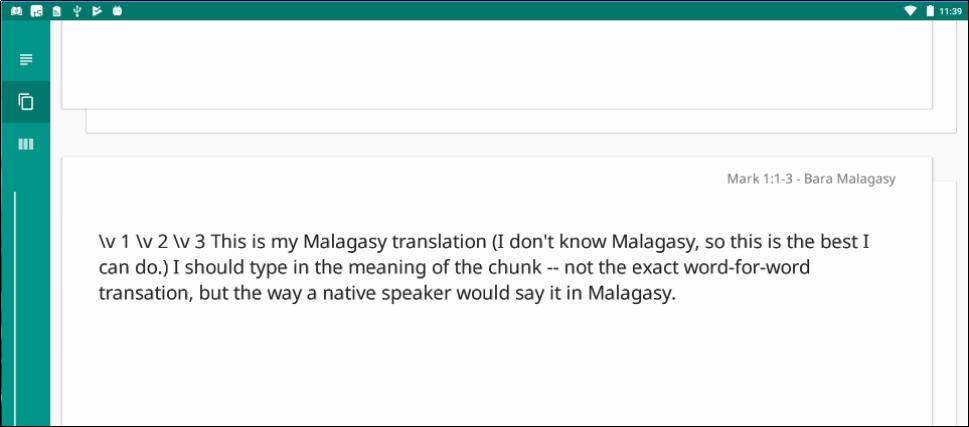 11:39
Mark 1:1-3 - Bara Malagasy
\v 1 \v 2 \v 3 This is my Malagasy translation (I don't know Malagasy, so this is the best I
can do.) I should type in the meaning of the chunk -- not the exact word-for-word
transation, but the way a native speaker would say it in Malagasy.